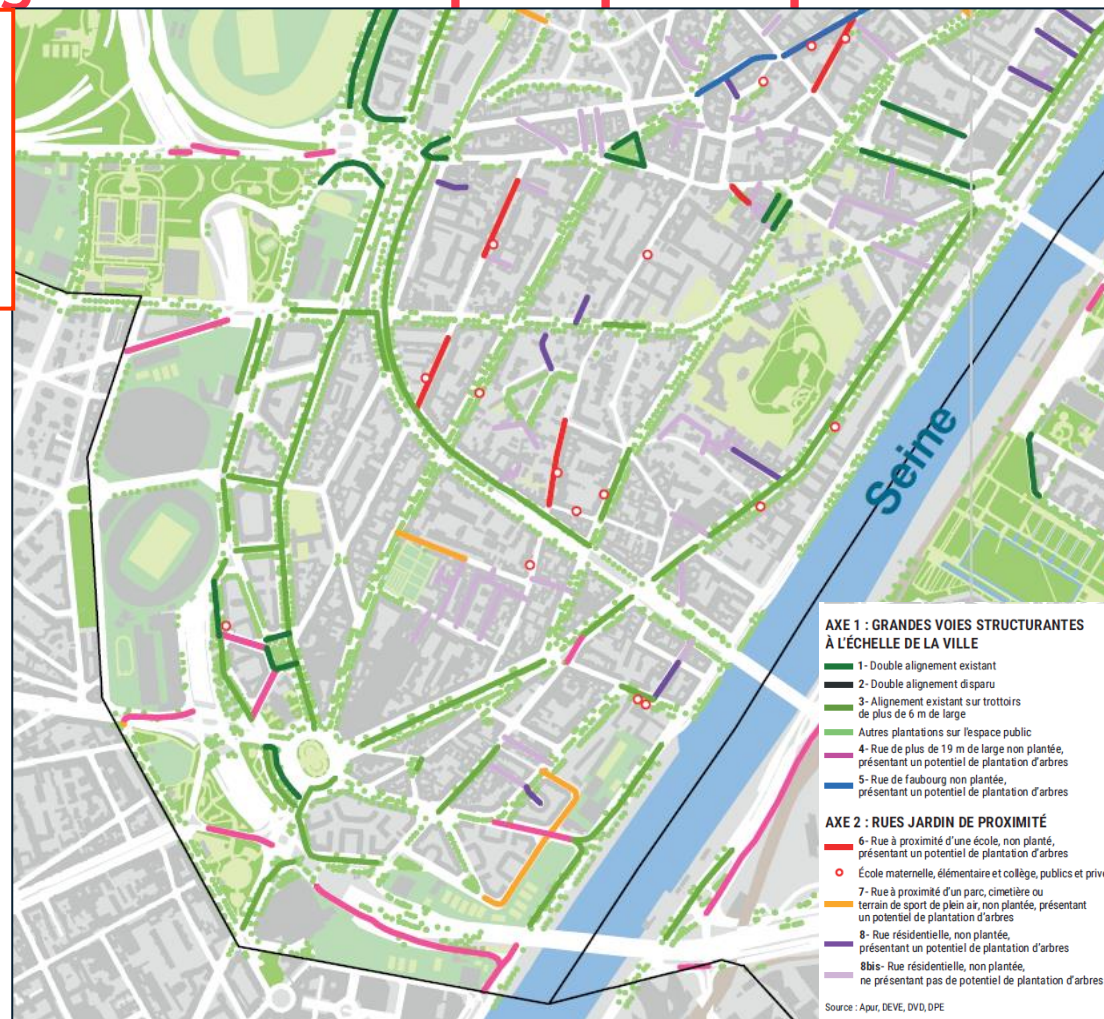 Seine
AXE 1 : GRANDES VOIES STRUCTURANTES
À L'ÉCHELLE DE LA VILLE
1- Double alignement existant
2- Double alignement disparu
3- Alignement existant sur trottoirs
de plus de 6 m de large
Autres plantations sur l'espace public
4- Rue de plus de 19 m de large non plantée,
présentant un potentiel de plantation d'arbres
5- Rue de faubourg non plantée,
présentant un potentiel de plantation d'arbres
AXE 2 : RUES JARDIN DE PROXIMITÉ
6- Rue à proximité d'une école, non planté,
présentant un potentiel de plantation d'arbres
École maternelle, élémentaire et collège, publics et privé
7- Rue à proximité d'un parc, cimetière ou
terrain de sport de plein air, non plantée, présentant
un potentiel de plantation d'arbres
8- Rue résidentielle, non plantée,
présentant un potentiel de plantation d'arbres
8bis- Rue résidentielle, non plantée,
ne présentant pas de potentiel de plantation d'arbres
Source : Apur, DEVE, DVD, DPE